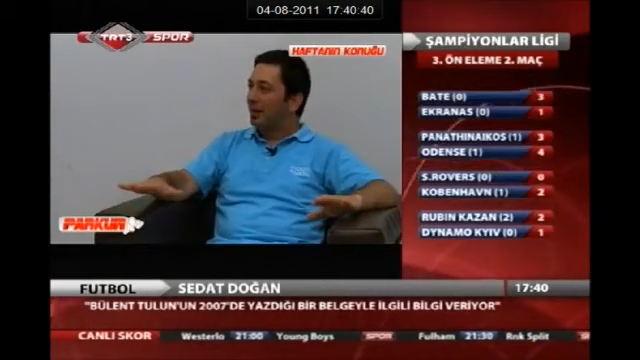 04-08-2011 17:40:40
TRT3 SPOR
HAFTANIN KONUĞU
ŞAMPİYONLAR LİGİ
3. ÖN ELEME 2. MAÇ
BATE (0) 3
EKRANAS (0) 1
PANATHINAIKOS (1) 3
ODENSE (1) 4
S.ROVERS (0) 0
KOBENHAVN (1) 2
RUBIN KAZAN (2) 2
DYNAMO KYIV (0) 1
PARKUR
FUTBOL SEDAT DOĞAN 17:40
"BÜLENT TULUN'UN 2007'DE YAZDIĞI BİR BELGEYLE İLGİLİ BİLGİ VERİYOR"
CANLI SKOR Westerlo 21:00 Young Boys SPOR Fulham 21:30 Rnk Split